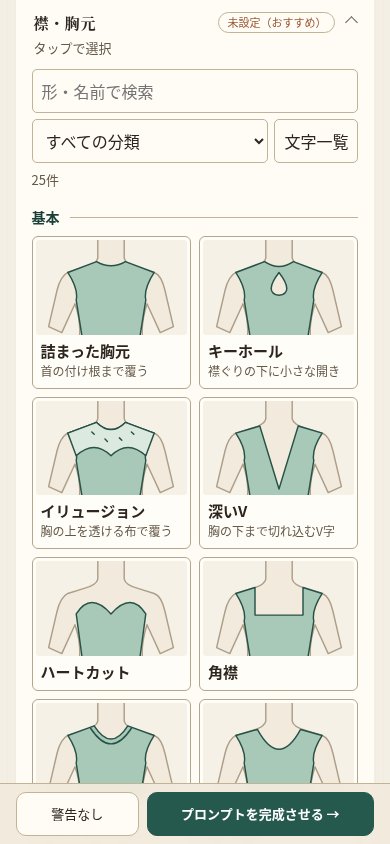 襟・胸元
未設定（おすすめ）
タップで選択
形・名前で検索
すべての分類
文字一覧
25件
基本
詰まった胸元
首の付け根まで覆う
キーホール
襟ぐりの下に小さな開き
イリュージョン
胸の上を透ける布で覆う
深いV
胸の下まで切れ込むV字
ハートカット
角襟
警告なし
プロンプトを完成させる→